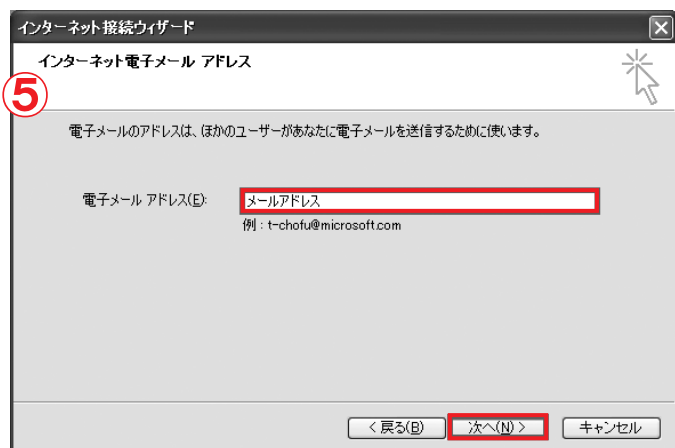 インターネット接続ウィザード
インターネット電子メール アドレス
⑤
電子メールのアドレスは、ほかのユーザーがあなたに電子メールを送信するために使います。
電子メール アドレス(E): メールアドレス
例 : t-chofu@microsoft.com
< 戻る(B) 次へ(N) > キャンセル